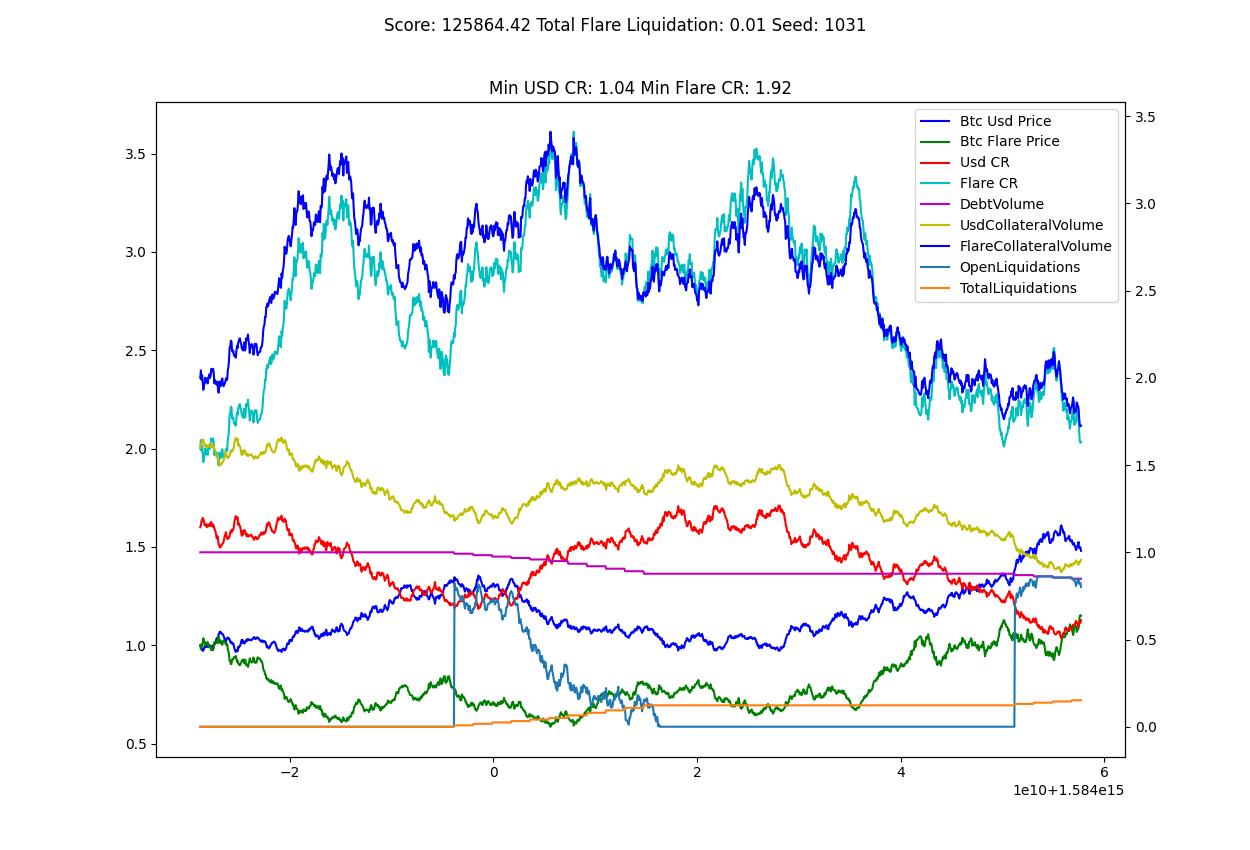 Score: 125864.42 Total Flare Liquidation: 0.01 Seed: 1031
Min USD CR: 1.04 Min Flare CR: 1.92
Btc Usd Price
Btc Flare Price
Usd CR
Flare CR
DebtVolume
UsdCollateralVolume
FlareCollateralVolume
OpenLiquidations
TotalLiquidations
3.5
3.0
2.5
2.0
1.5
1.0
0.5
3.5
3.0
2.5
2.0
1.5
1.0
0.5
0.0
−2
0
2
4
6
1e10+1.584e15